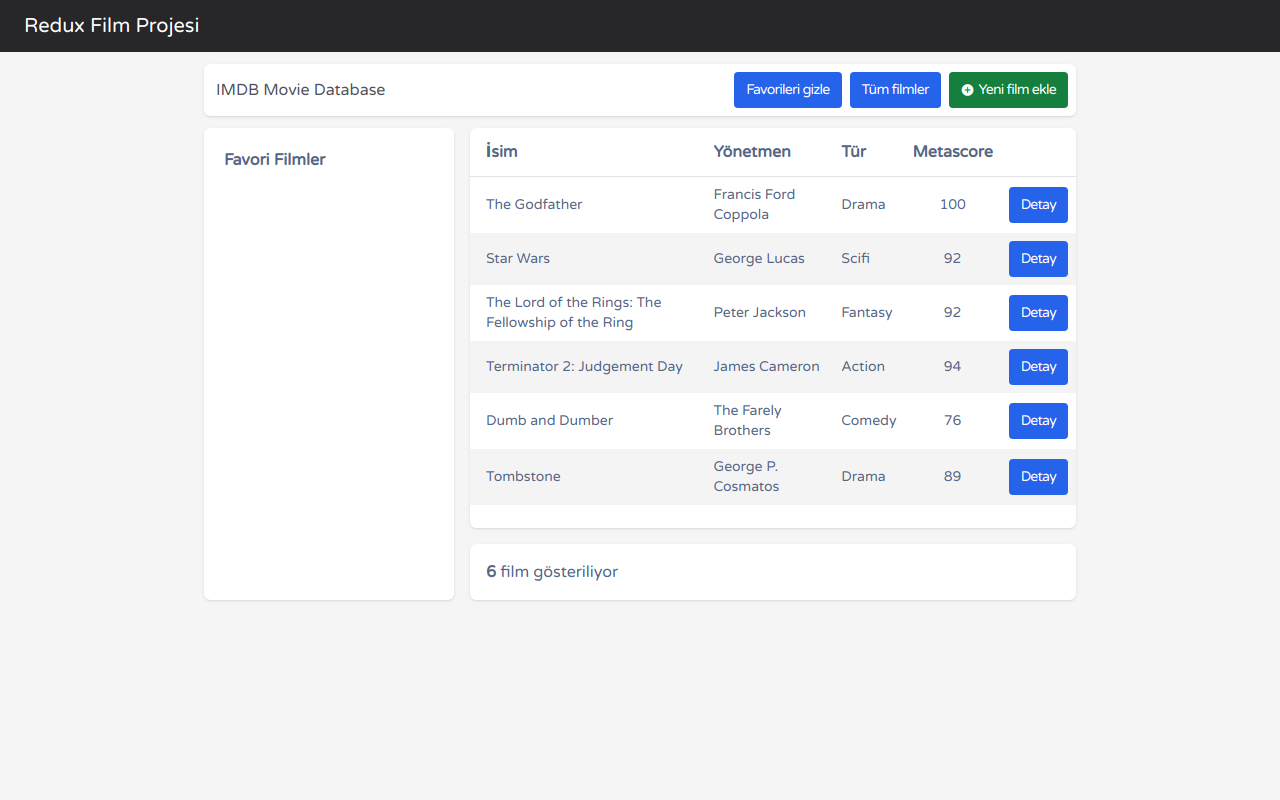 Redux Film Projesi
IMDB Movie Database
Favorileri gizle
Tüm filmler
Yeni film ekle
Favori Filmler
İsim Yönetmen Tür Metascore
The Godfather Francis Ford Coppola Drama 100 Detay
Star Wars George Lucas Scifi 92 Detay
The Lord of the Rings: The Fellowship of the Ring Peter Jackson Fantasy 92 Detay
Terminator 2: Judgement Day James Cameron Action 94 Detay
Dumb and Dumber The Farely Brothers Comedy 76 Detay
Tombstone George P. Cosmatos Drama 89 Detay
6 film gösteriliyor